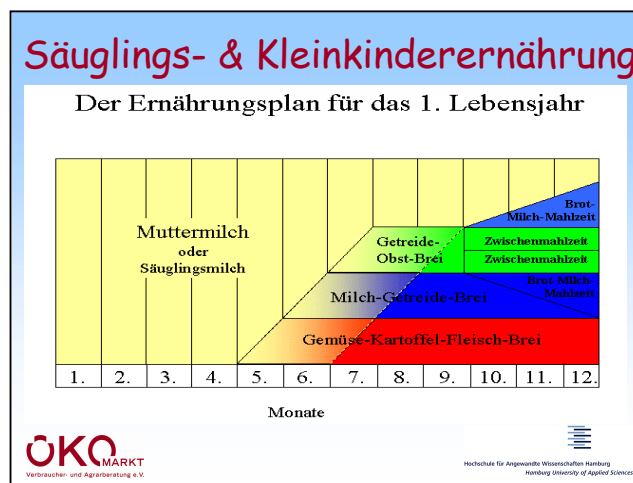 Säuglings- & Kleinkinderernährung
Der Ernährungsplan für das 1. Lebensjahr
Muttermilch
oder
Säuglingsmilch
Brot-
Milch-Mahlzeit
Getreide-
Obst-Brei
Zwischenmahlzeit
Zwischenmahlzeit
Milch-Getreide-Brei
Brot-Milch-
Mahlzeit
Gemüse-Kartoffel-Fleisch-Brei
1. 2. 3. 4. 5. 6. 7. 8. 9. 10. 11. 12.
Monate
ÖKOMARKT
Verbraucher- und Agrarberatung e.V.
Hochschule für Angewandte Wissenschaften Hamburg
Hamburg University of Applied Sciences